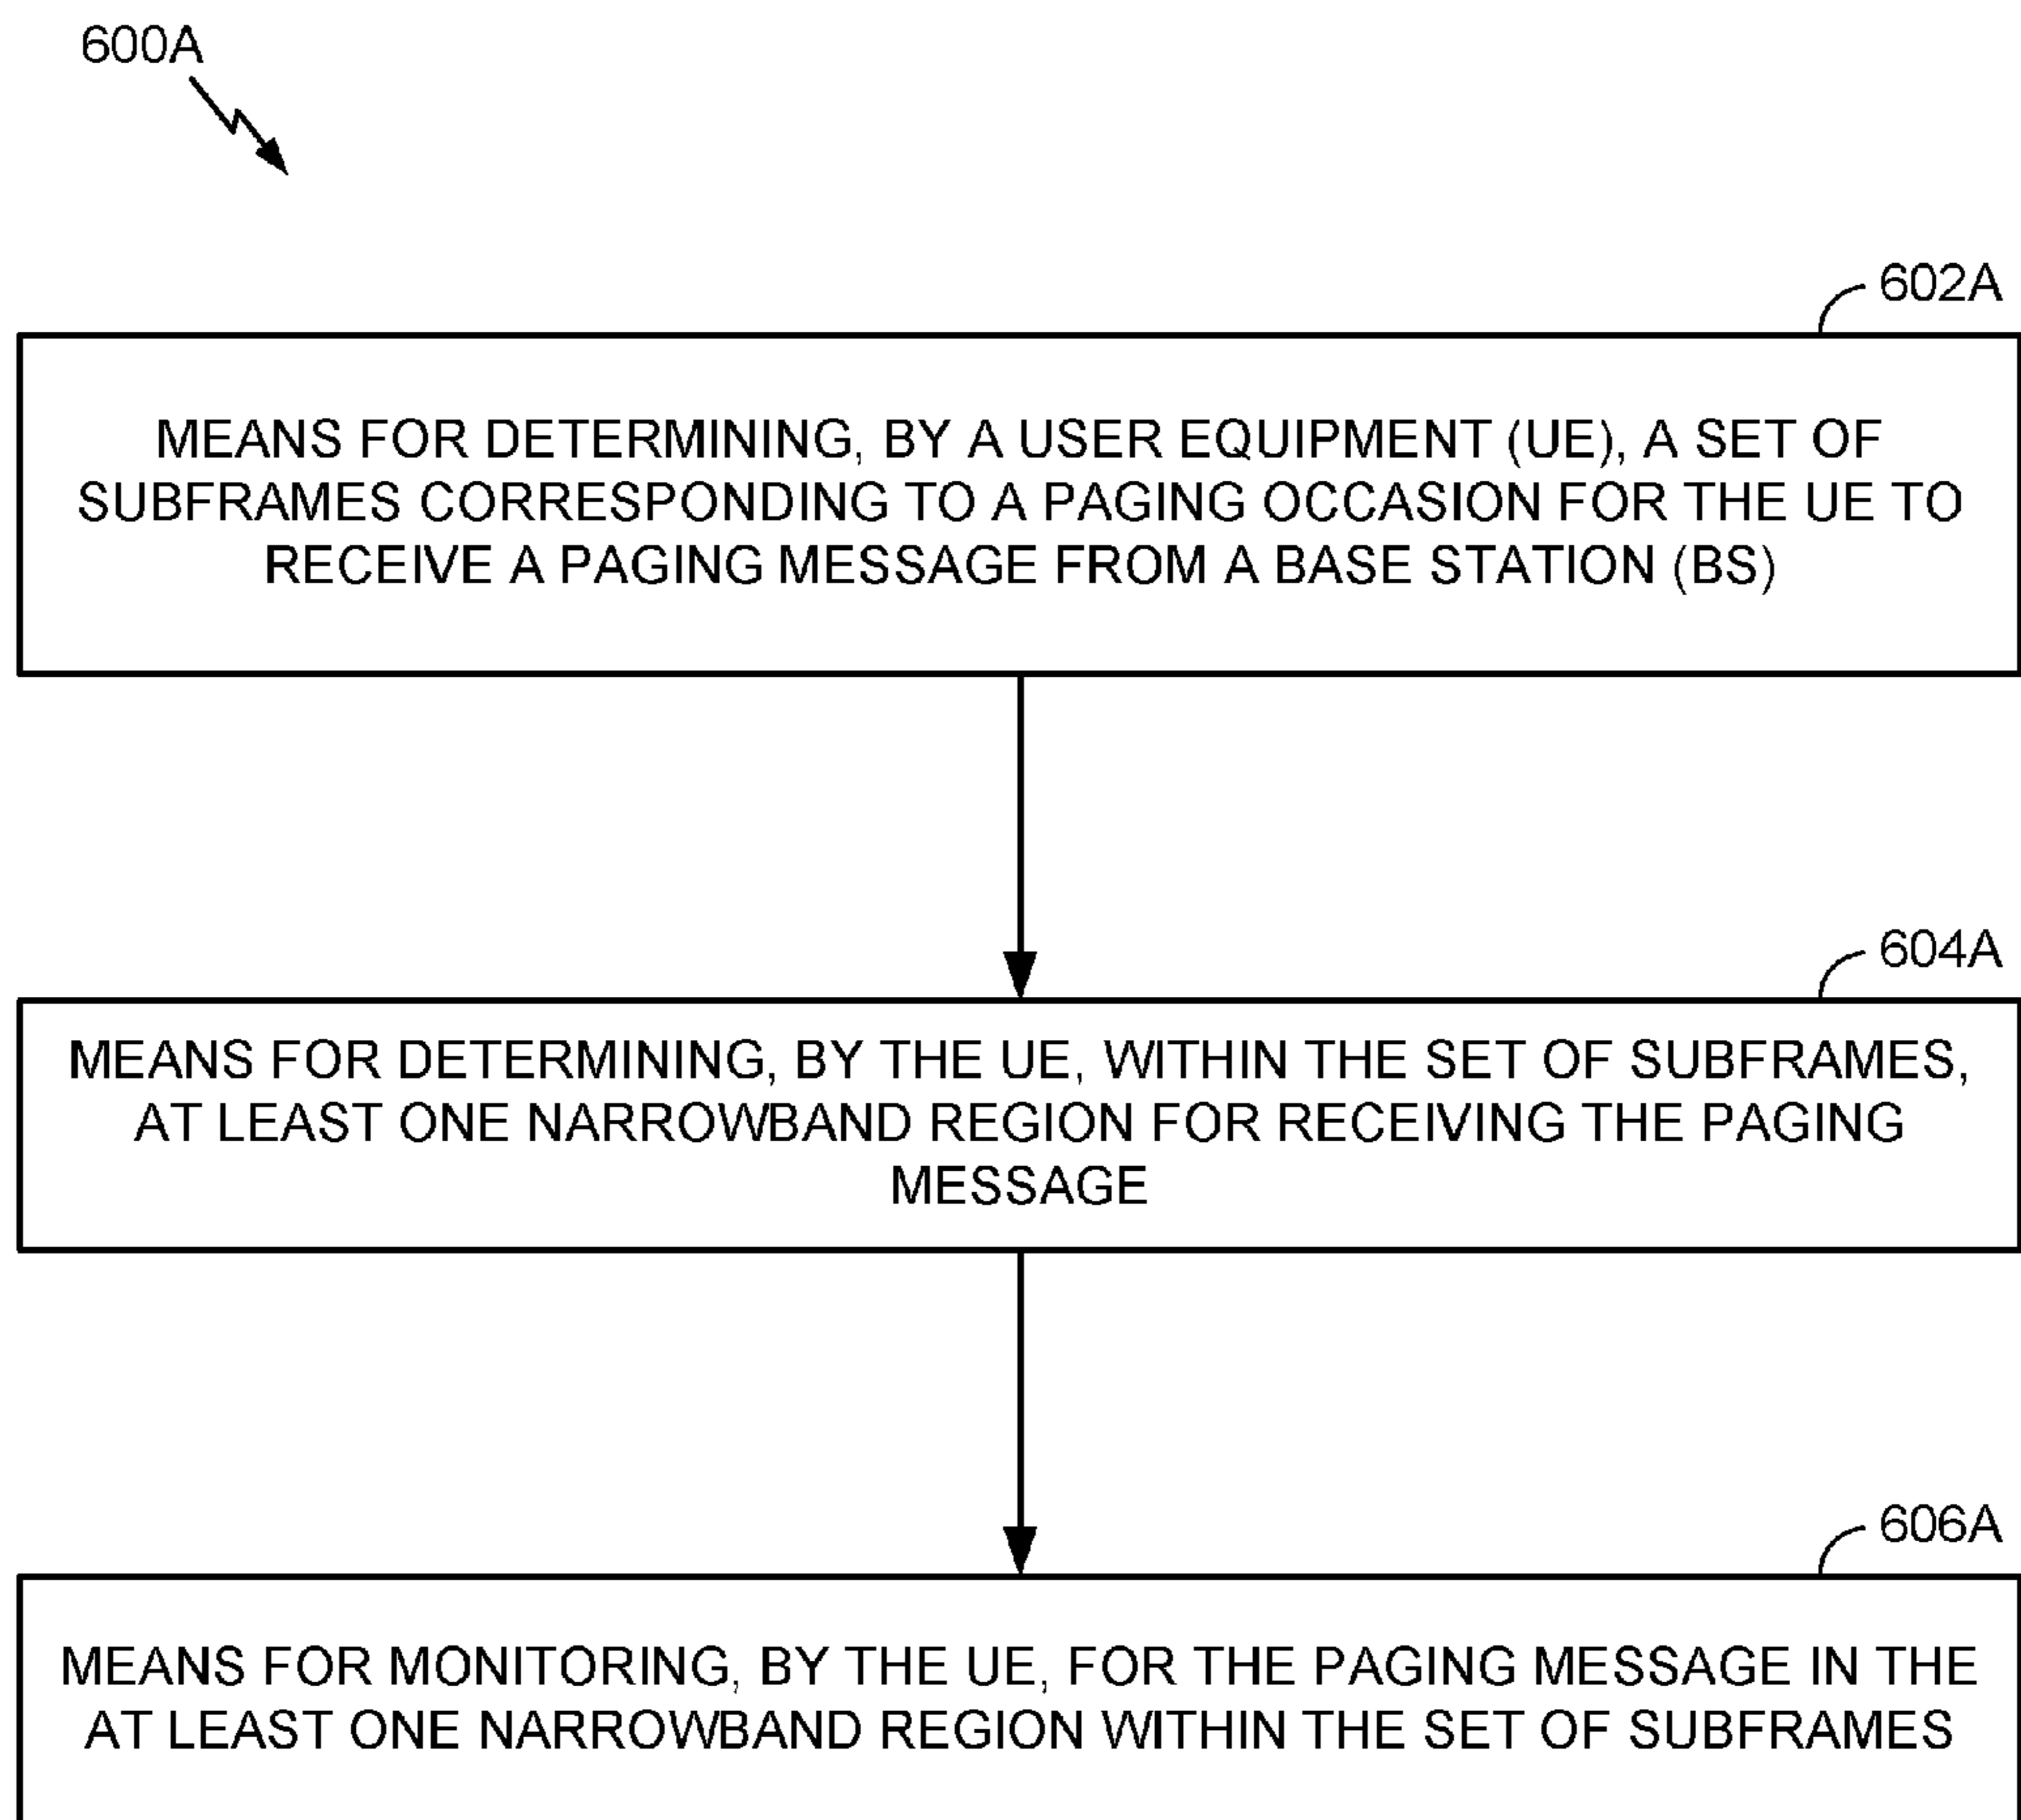 600A
602A
MEANS FOR DETERMINING, BY A USER EQUIPMENT (UE), A SET OF
SUBFRAMES CORRESPONDING TO A PAGING OCCASION FOR THE UE TO
RECEIVE A PAGING MESSAGE FROM A BASE STATION (BS)
604A
MEANS FOR DETERMINING, BY THE UE, WITHIN THE SET OF SUBFRAMES,
AT LEAST ONE NARROWBAND REGION FOR RECEIVING THE PAGING
MESSAGE
606A
MEANS FOR MONITORING, BY THE UE, FOR THE PAGING MESSAGE IN THE
AT LEAST ONE NARROWBAND REGION WITHIN THE SET OF SUBFRAMES